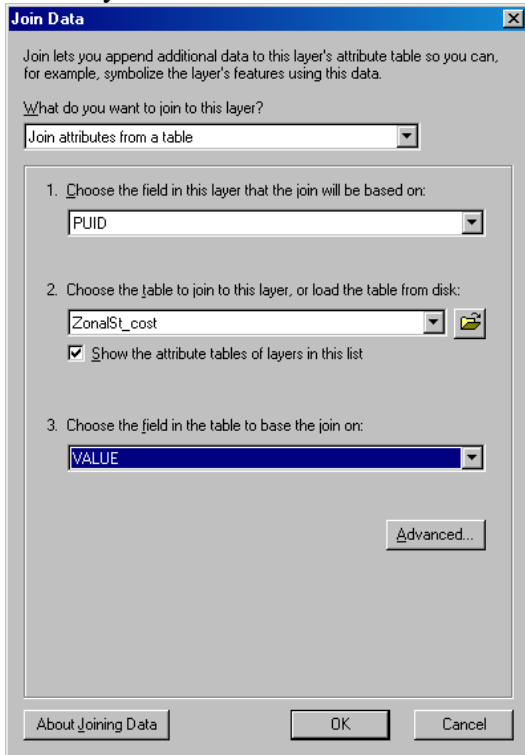 Join Data
Join lets you append additional data to this layer's attribute table so you can,
for example, symbolize the layer's features using this data.
What do you want to join to this layer?
Join attributes from a table
1. Choose the field in this layer that the join will be based on:
PUID
2. Choose the table to join to this layer, or load the table from disk:
ZonalSt_cost
Show the attribute tables of layers in this list
3. Choose the field in the table to base the join on:
VALUE
Advanced...
About Joining Data
OK
Cancel